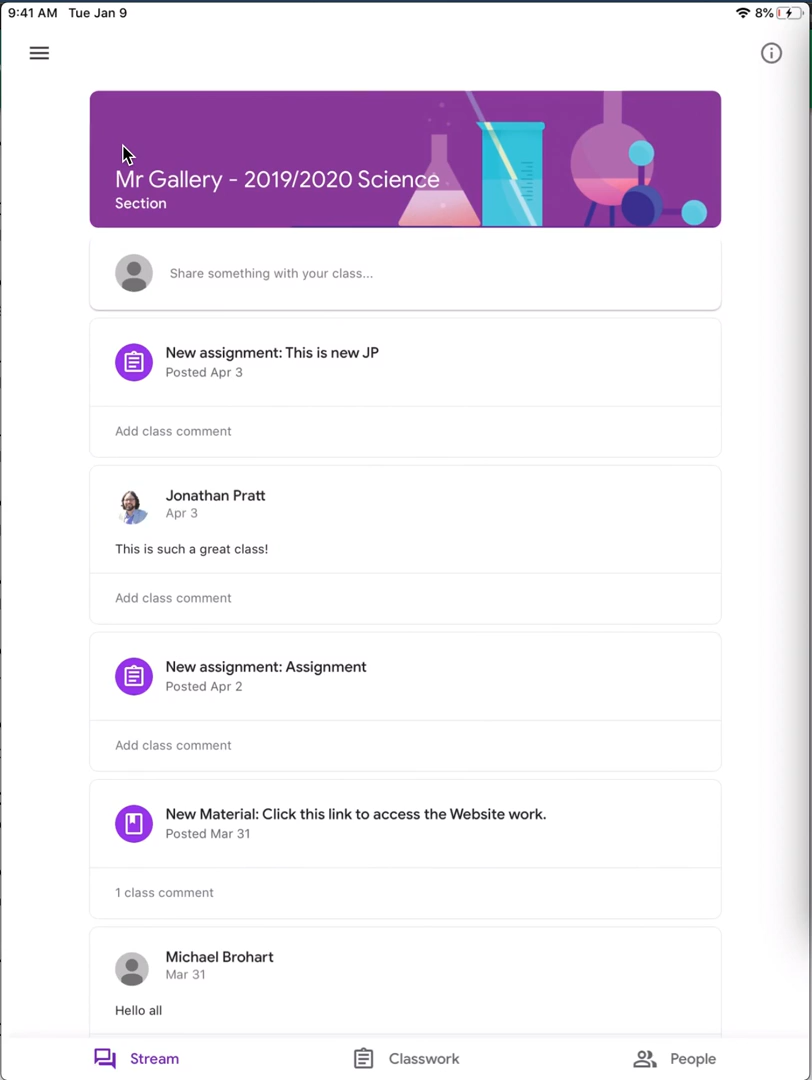 9:41 AM Tue Jan 9 8%
Mr Gallery - 2019/2020 Science
Section
Share something with your class...
New assignment: This is new JP
Posted Apr 3
Add class comment
Jonathan Pratt
Apr 3
This is such a great class!
Add class comment
New assignment: Assignment
Posted Apr 2
Add class comment
New Material: Click this link to access the Website work.
Posted Mar 31
1 class comment
Michael Brohart
Mar 31
Hello all
Stream Classwork People